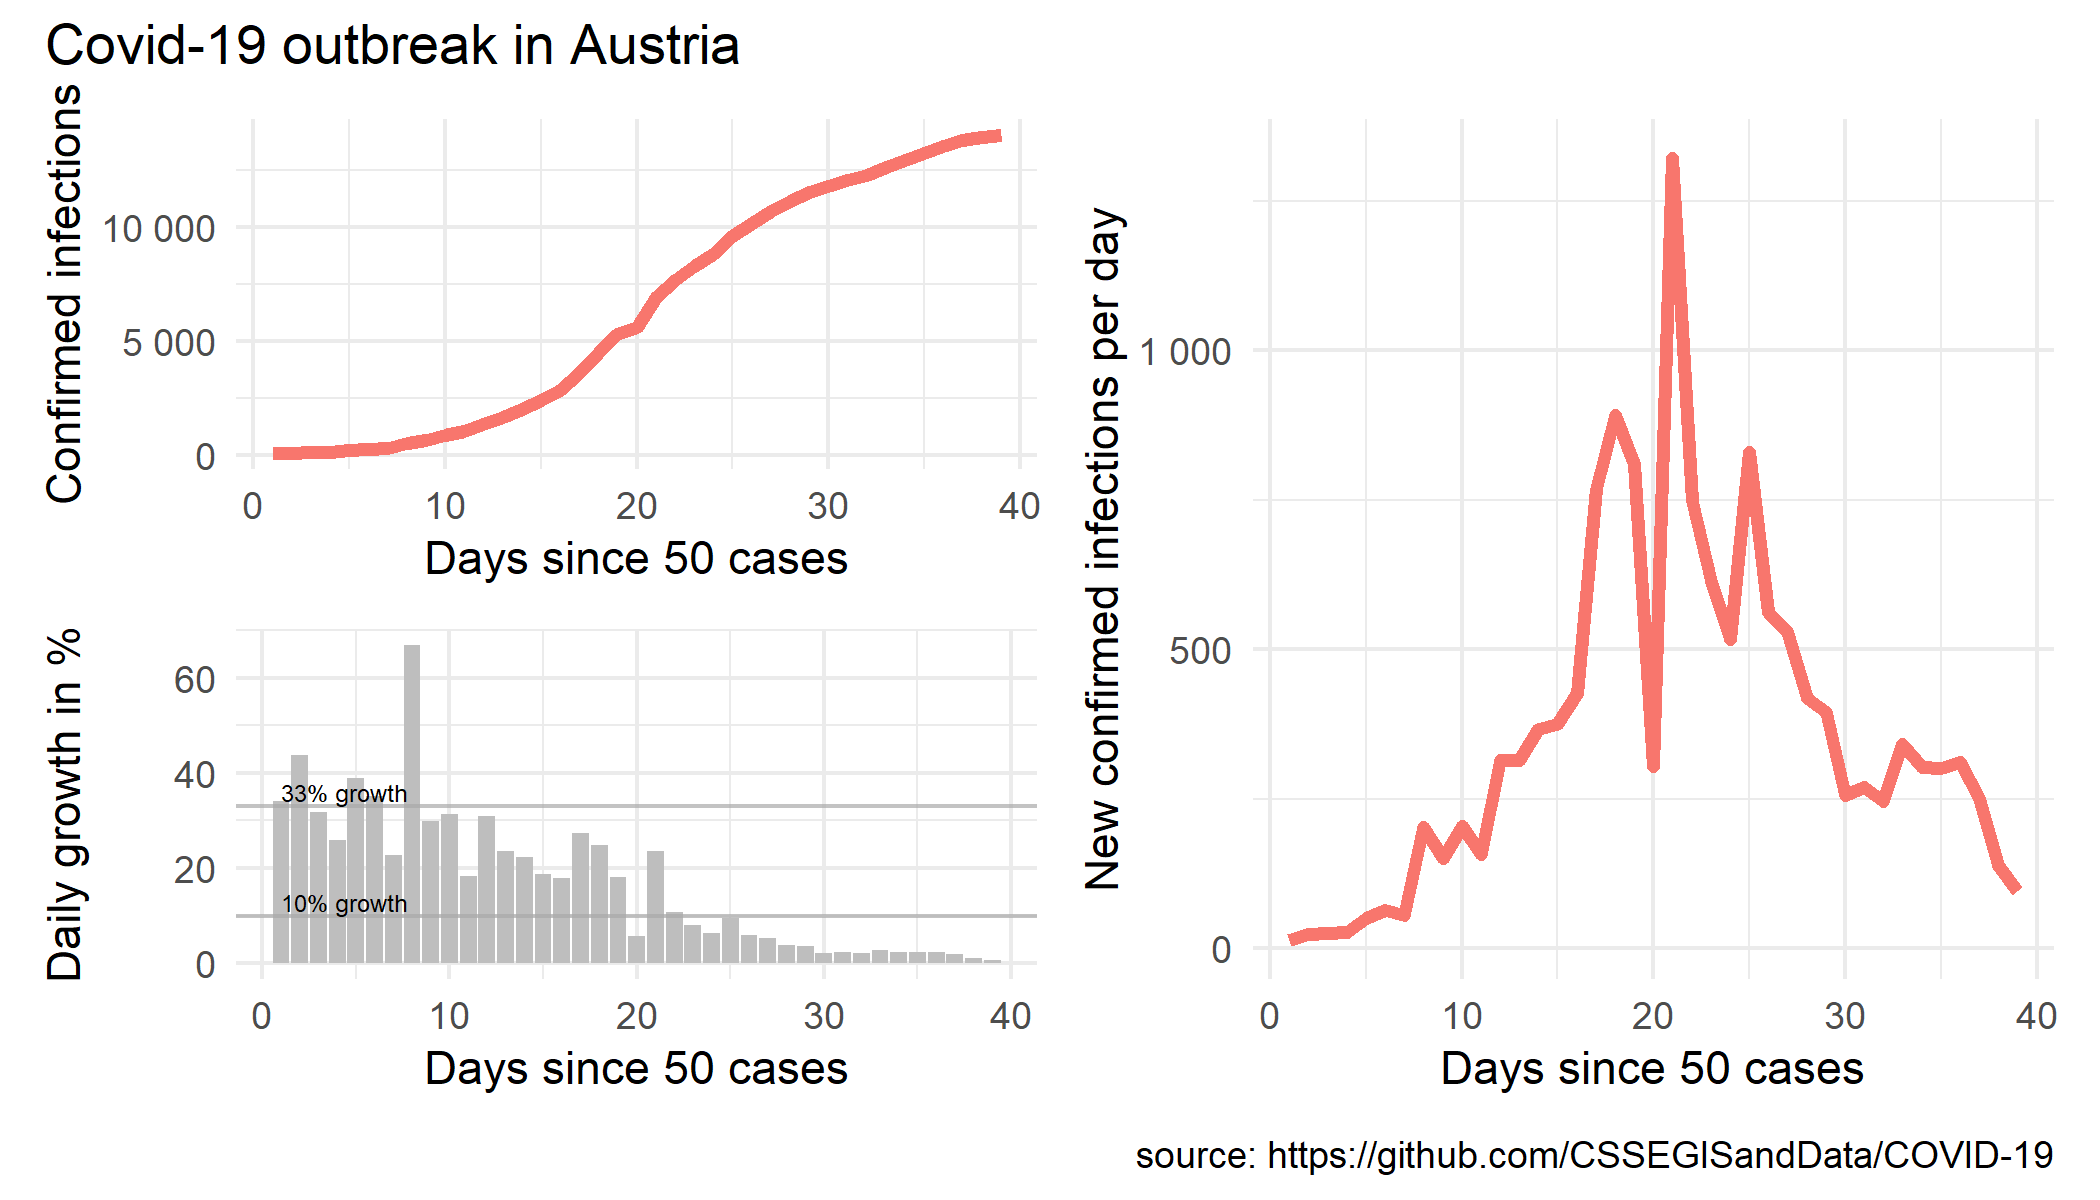 Covid-19 outbreak in Austria
Confirmed infections
10 000
5 000
0
0 10 20 30 40
Days since 50 cases
Daily growth in %
60
40
20
0
33% growth
10% growth
0 10 20 30 40
Days since 50 cases
New confirmed infections per day
1 000
500
0
0 10 20 30 40
Days since 50 cases
source: https://github.com/CSSEGISandData/COVID-19